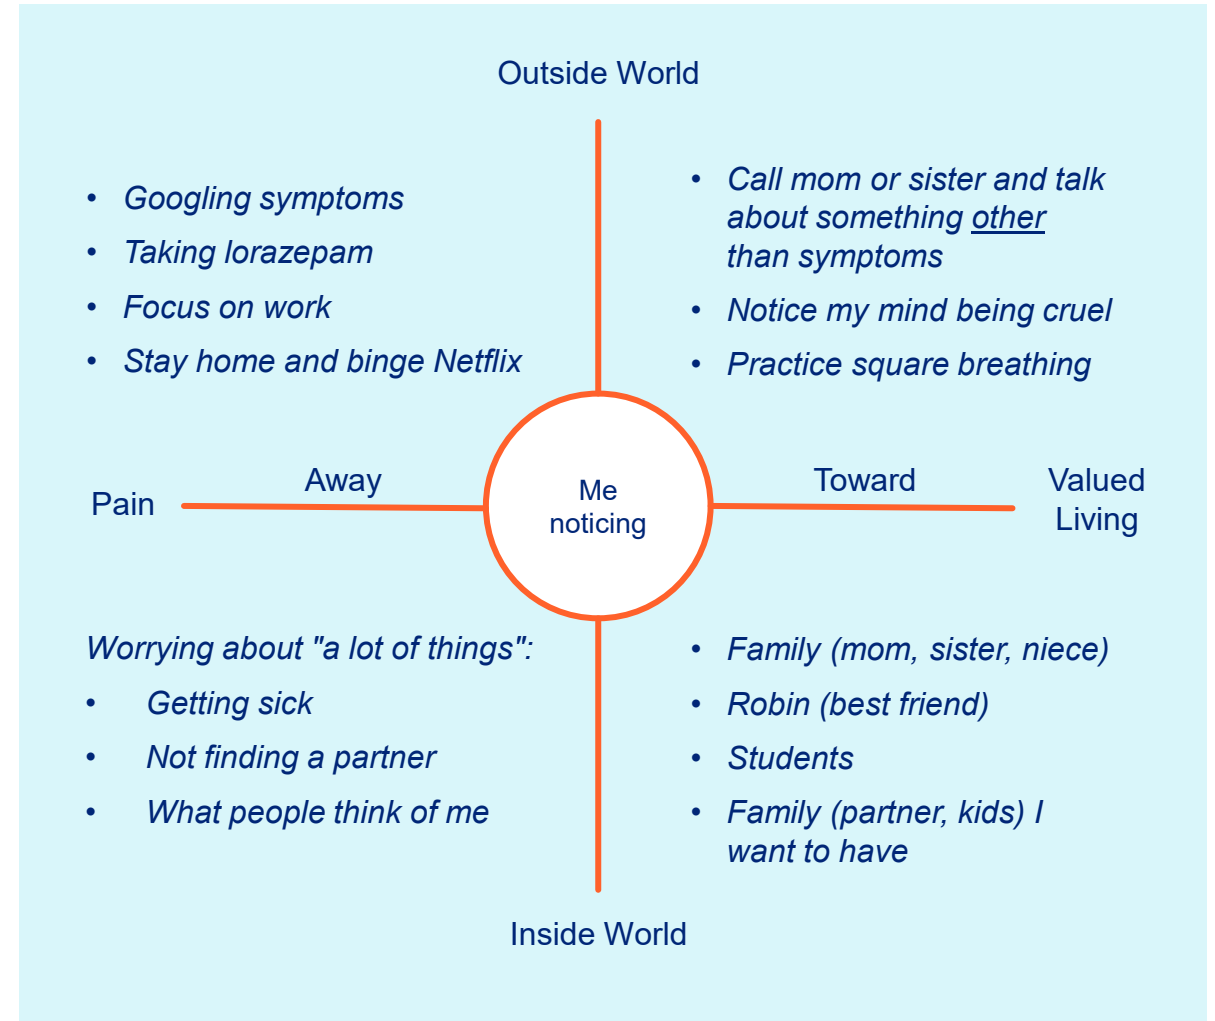 Outside World
• Googling symptoms
• Taking lorazepam
• Focus on work
• Stay home and binge Netflix
• Call mom or sister and talk
about something other
than symptoms
• Notice my mind being cruel
• Practice square breathing
Pain
Away
Me
noticing
Toward
Valued
Living
Worrying about "a lot of things":
• Getting sick
• Not finding a partner
• What people think of me
• Family (mom, sister, niece)
• Robin (best friend)
• Students
• Family (partner, kids) I
want to have
Inside World